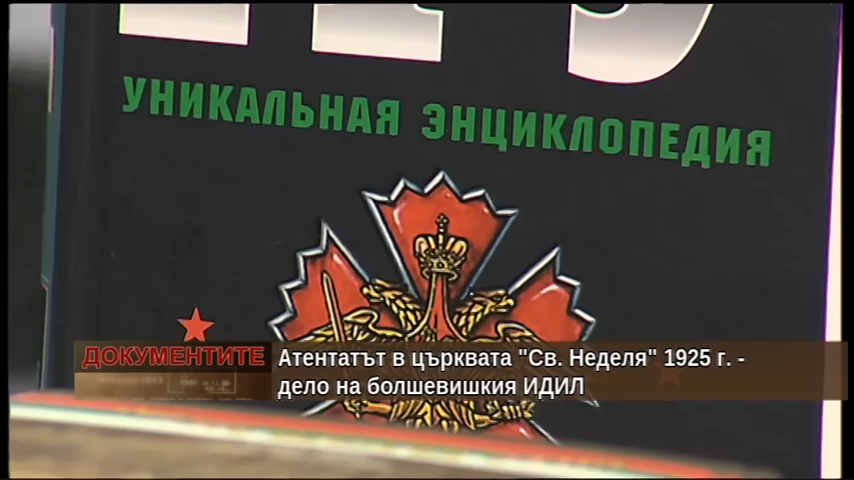 УНИКАЛЬНАЯ ЭНЦИКЛОПЕДИЯ
ДОКУМЕНТИТЕ
Атентатът в църквата "Св. Неделя" 1925 г. -
дело на болшевишкия ИДИЛ